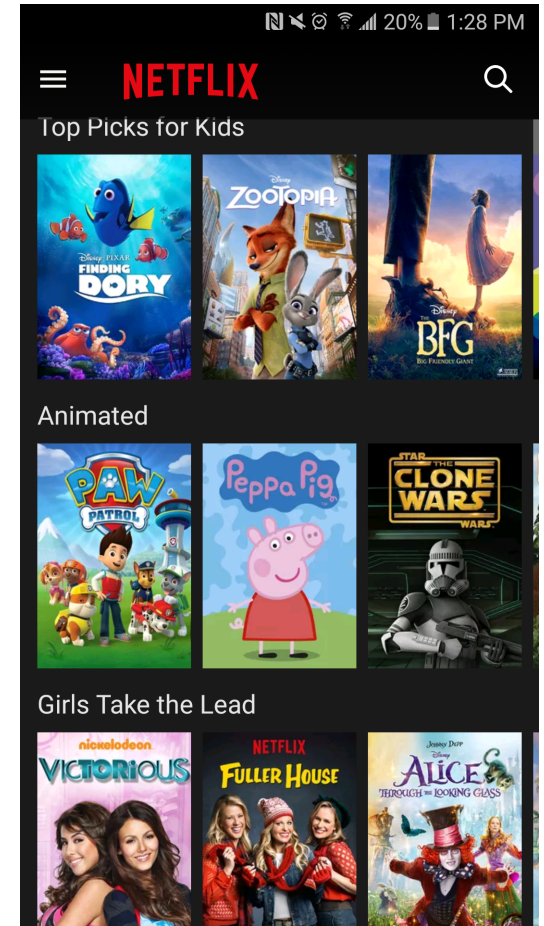 20% 1:28 PM
NETFLIX
Top Picks for Kids
Disney·PIXAR
FINDING
DORY
Disney
ZOOTOPIA
Disney
THE
BFG
BIG FRIENDLY GIANT
Animated
PAW
PATROL
Peppa Pig
STAR
THE
CLONE
WARS
WARS
Girls Take the Lead
nickelodeon
VICTORiOUS
NETFLIX
FULLER HOUSE
JOHNNY DEPP
Disney
ALICE
THROUGH THE LOOKING GLASS